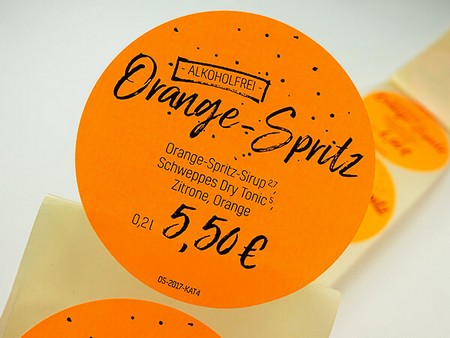 - ALKOHOLFREI -
Orange-Spritz
Orange-Spritz-Sirup 2,7,
Schweppes Dry Tonic 5,
Zitrone, Orange
0,2 l 5,50 €
05-2017-KAT4